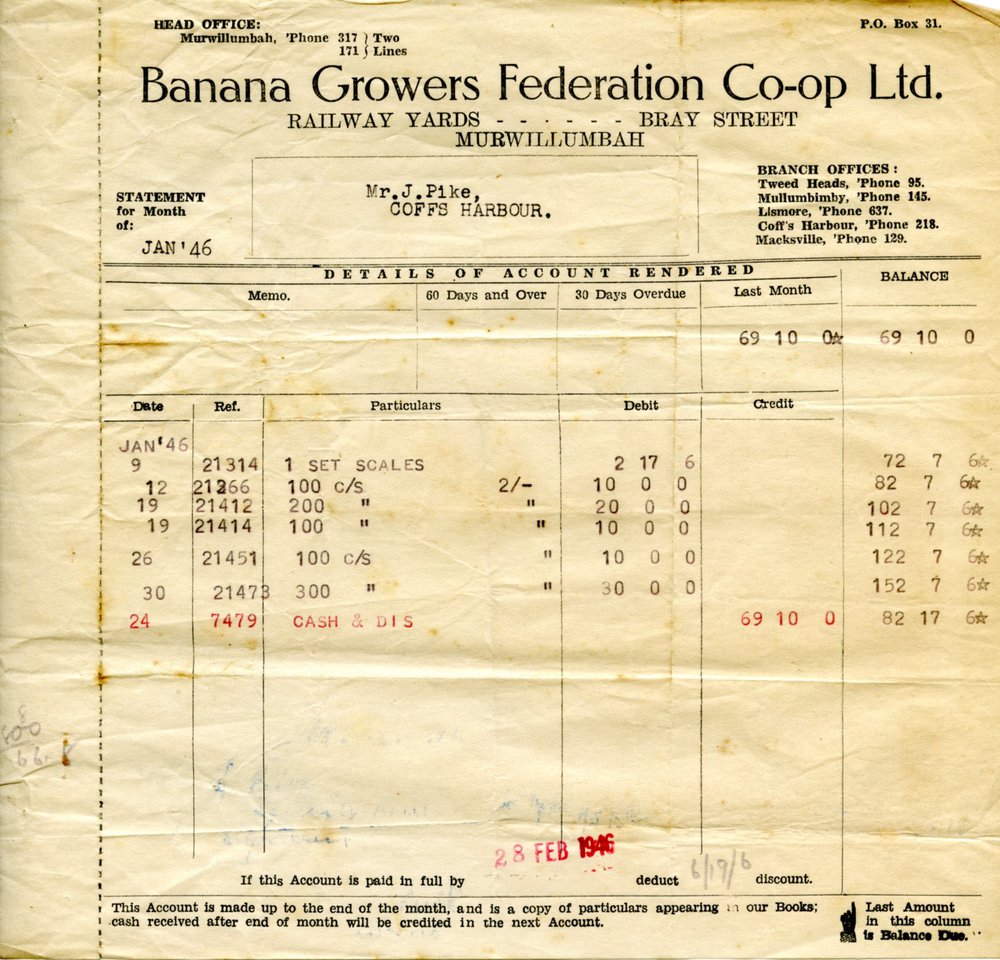 HEAD OFFICE:
Murwillumbah, 'Phone 317 } Two
171 } Lines
P.O. Box 31.
Banana Growers Federation Co-op Ltd.
RAILWAY YARDS - - - - - - BRAY STREET
MURWILLUMBAH
STATEMENT
for Month
of:
JAN'46
Mr.J.Pike,
COFFS HARBOUR.
BRANCH OFFICES :
Tweed Heads, 'Phone 95.
Mullumbimby, 'Phone 145.
Lismore, 'Phone 637.
Coff's Harbour, 'Phone 218.
Macksville, 'Phone 129.
DETAILS OF ACCOUNT RENDERED
BALANCE
Memo. 60 Days and Over 30 Days Overdue Last Month
69 10 0☆ 69 10 0
Date Ref. Particulars Debit Credit
JAN'46
9 21314 1 SET SCALES 2 17 6 72 7 6☆
12 21366 100 c/s 2/- 10 0 0 82 7 6☆
19 21412 200 " " 20 0 0 102 7 6☆
19 21414 100 " " 10 0 0 112 7 6☆
26 21451 100 c/s " 10 0 0 122 7 6☆
30 21473 300 " " 30 0 0 152 7 6☆
24 7479 CASH & DIS 69 10 0 82 17 6☆
28 FEB 1946
If this Account is paid in full by deduct 6/19/6 discount.
This Account is made up to the end of the month, and is a copy of particulars appearing in our Books;
cash received after end of month will be credited in the next Account.
Last Amount
in this column
is Balance Due.